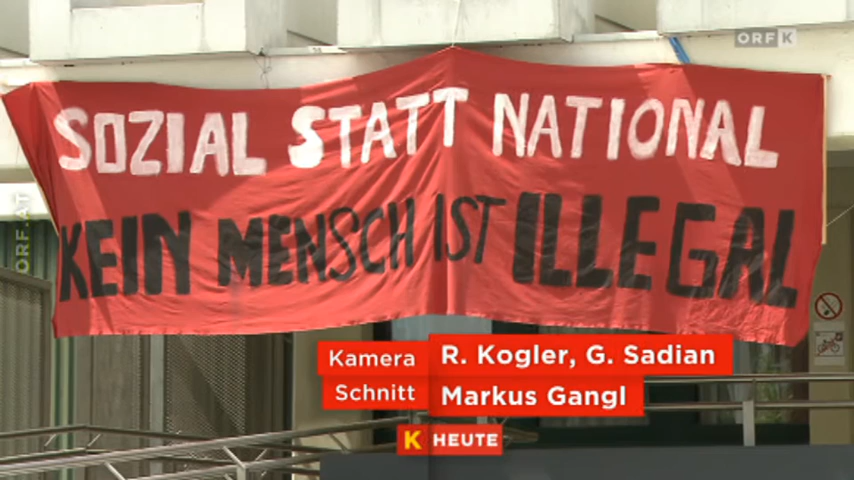 ORF K
SOZIAL STATT NATIONAL
KEIN MENSCH IST ILLEGAL
ORF.AT
Kamera R. Kogler, G. Sadian
Schnitt Markus Gangl
K HEUTE